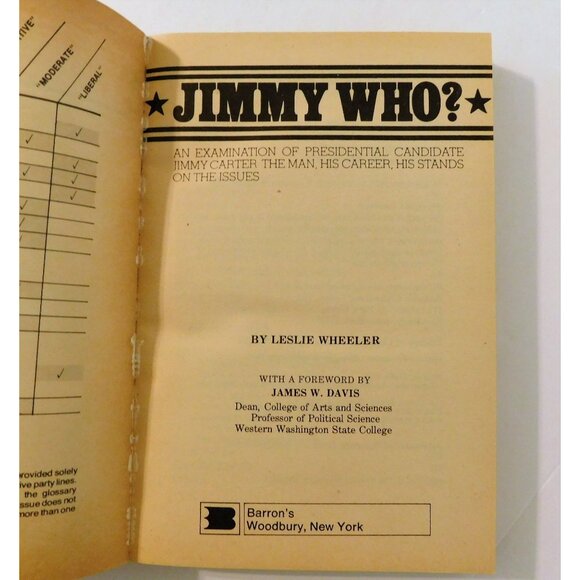 "MODERATE"
"LIBERAL"
ovided solely
ive party lines.
the glossary
ssue does not
more than one
★ JIMMY WHO? ★
AN EXAMINATION OF PRESIDENTIAL CANDIDATE
JIMMY CARTER THE MAN, HIS CAREER, HIS STANDS
ON THE ISSUES
BY LESLIE WHEELER
WITH A FOREWORD BY
JAMES W. DAVIS
Dean, College of Arts and Sciences
Professor of Political Science
Western Washington State College
B
Barron's
Woodbury, New York